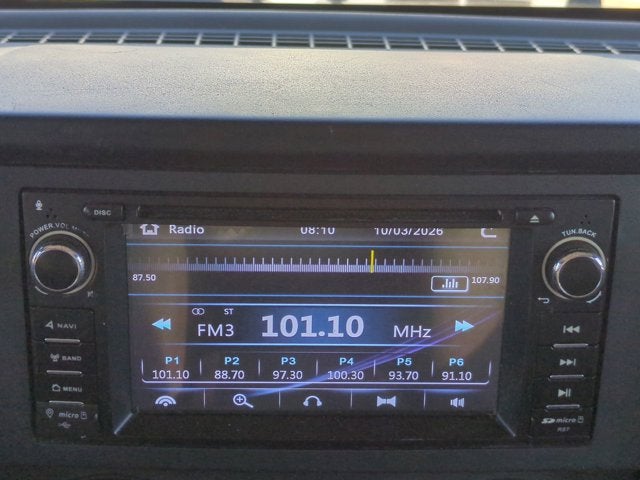 DISC
POWER.VOL
TUN.BACK
Radio 08:10 10/03/2026
87.50 107.90
ST
FM3 101.10 MHz
P1 P2 P3 P4 P5 P6
101.10 88.70 97.30 100.30 93.70 91.10
NAVI
BAND
MENU
micro
micro
RST